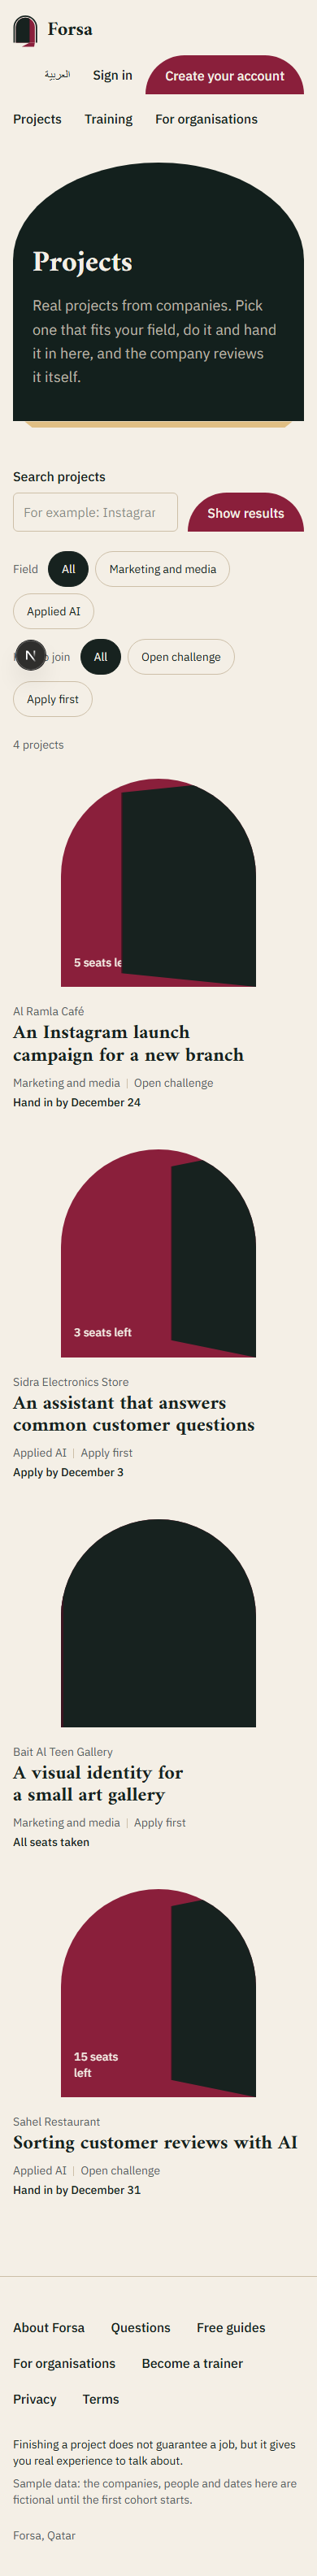 Forsa
العربية Sign in Create your account
Projects Training For organisations
Projects
Real projects from companies. Pick
one that fits your field, do it and hand
it in here, and the company reviews
it itself.
Search projects
For example: Instagrar
Show results
Field All Marketing and media
Applied AI
join All Open challenge
Apply first
4 projects
5 seats le
Al Ramla Café
An Instagram launch
campaign for a new branch
Marketing and media | Open challenge
Hand in by December 24
3 seats left
Sidra Electronics Store
An assistant that answers
common customer questions
Applied AI | Apply first
Apply by December 3
Bait Al Teen Gallery
A visual identity for
a small art gallery
Marketing and media | Apply first
All seats taken
15 seats
left
Sahel Restaurant
Sorting customer reviews with AI
Applied AI | Open challenge
Hand in by December 31
About Forsa Questions Free guides
For organisations Become a trainer
Privacy Terms
Finishing a project does not guarantee a job, but it gives
you real experience to talk about.
Sample data: the companies, people and dates here are
fictional until the first cohort starts.
Forsa, Qatar